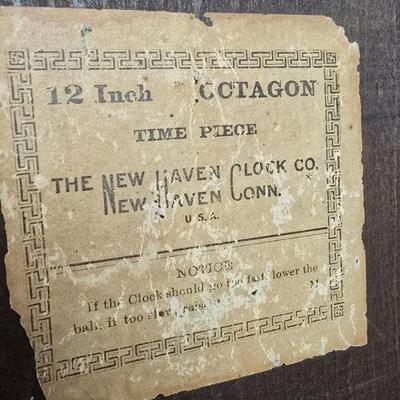 12 Inch OCTAGON
TIME PIECE
THE NEW HAVEN CLOCK CO.
NEW HAVEN CONN.
U.S.A.
NOTICE
If the Clock should go too fast, lower the
ball, if too slow, raise